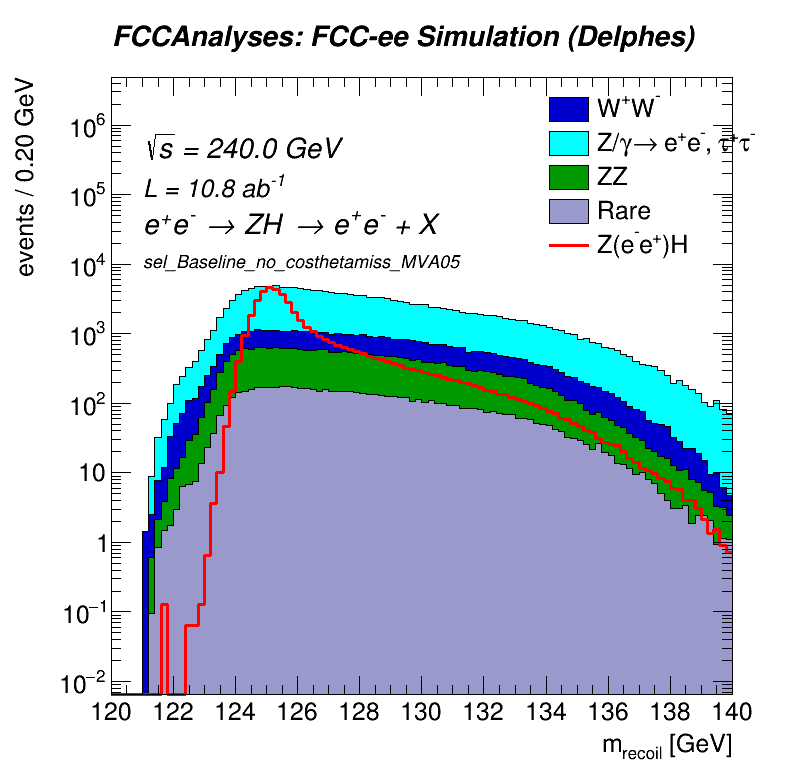 FCCAnalyses: FCC-ee Simulation (Delphes)
events / 0.20 GeV
√s = 240.0 GeV
L = 10.8 ab⁻¹
e⁺e⁻ → ZH → e⁺e⁻ + X
sel_Baseline_no_costhetamiss_MVA05
W⁺W⁻
Z/γ→ e⁺e⁻, τ⁺τ⁻
ZZ
Rare
Z(e⁻e⁺)H
10⁶
10⁵
10⁴
10³
10²
10
1
10⁻¹
10⁻²
120 122 124 126 128 130 132 134 136 138 140
m_recoil [GeV]